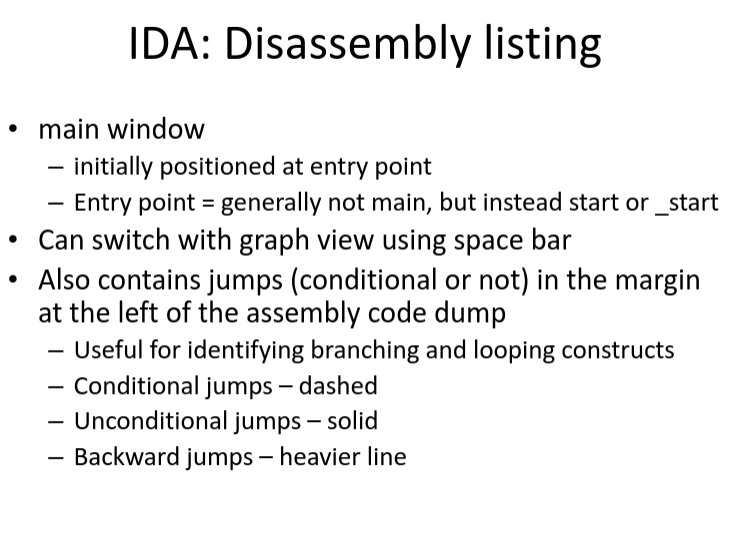 IDA: Disassembly listing
• main window
– initially positioned at entry point
– Entry point = generally not main, but instead start or _start
• Can switch with graph view using space bar
• Also contains jumps (conditional or not) in the margin
at the left of the assembly code dump
– Useful for identifying branching and looping constructs
– Conditional jumps – dashed
– Unconditional jumps – solid
– Backward jumps – heavier line